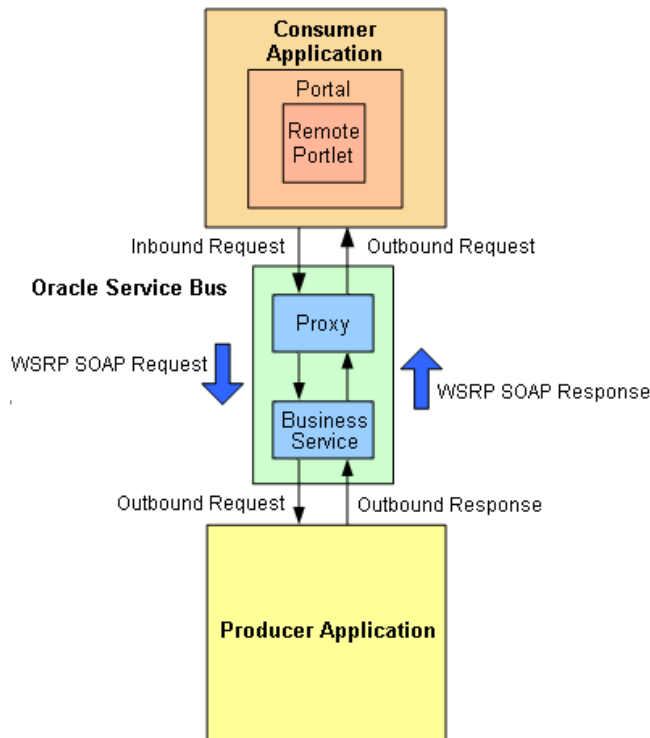 Consumer
Application
Portal
Remote
Portlet
Inbound Request
Outbound Request
Oracle Service Bus
Proxy
WSRP SOAP Request
WSRP SOAP Response
Business
Service
Outbound Request
Outbound Response
Producer Application